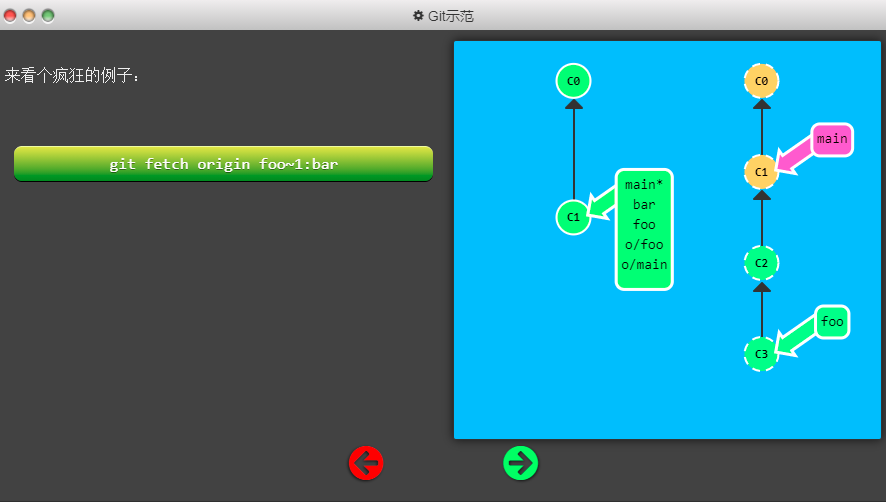 Git示范
来看个疯狂的例子：
git fetch origin foo~1:bar
C0
C1
main*
bar
foo
o/foo
o/main
C0
main
C1
C2
foo
C3